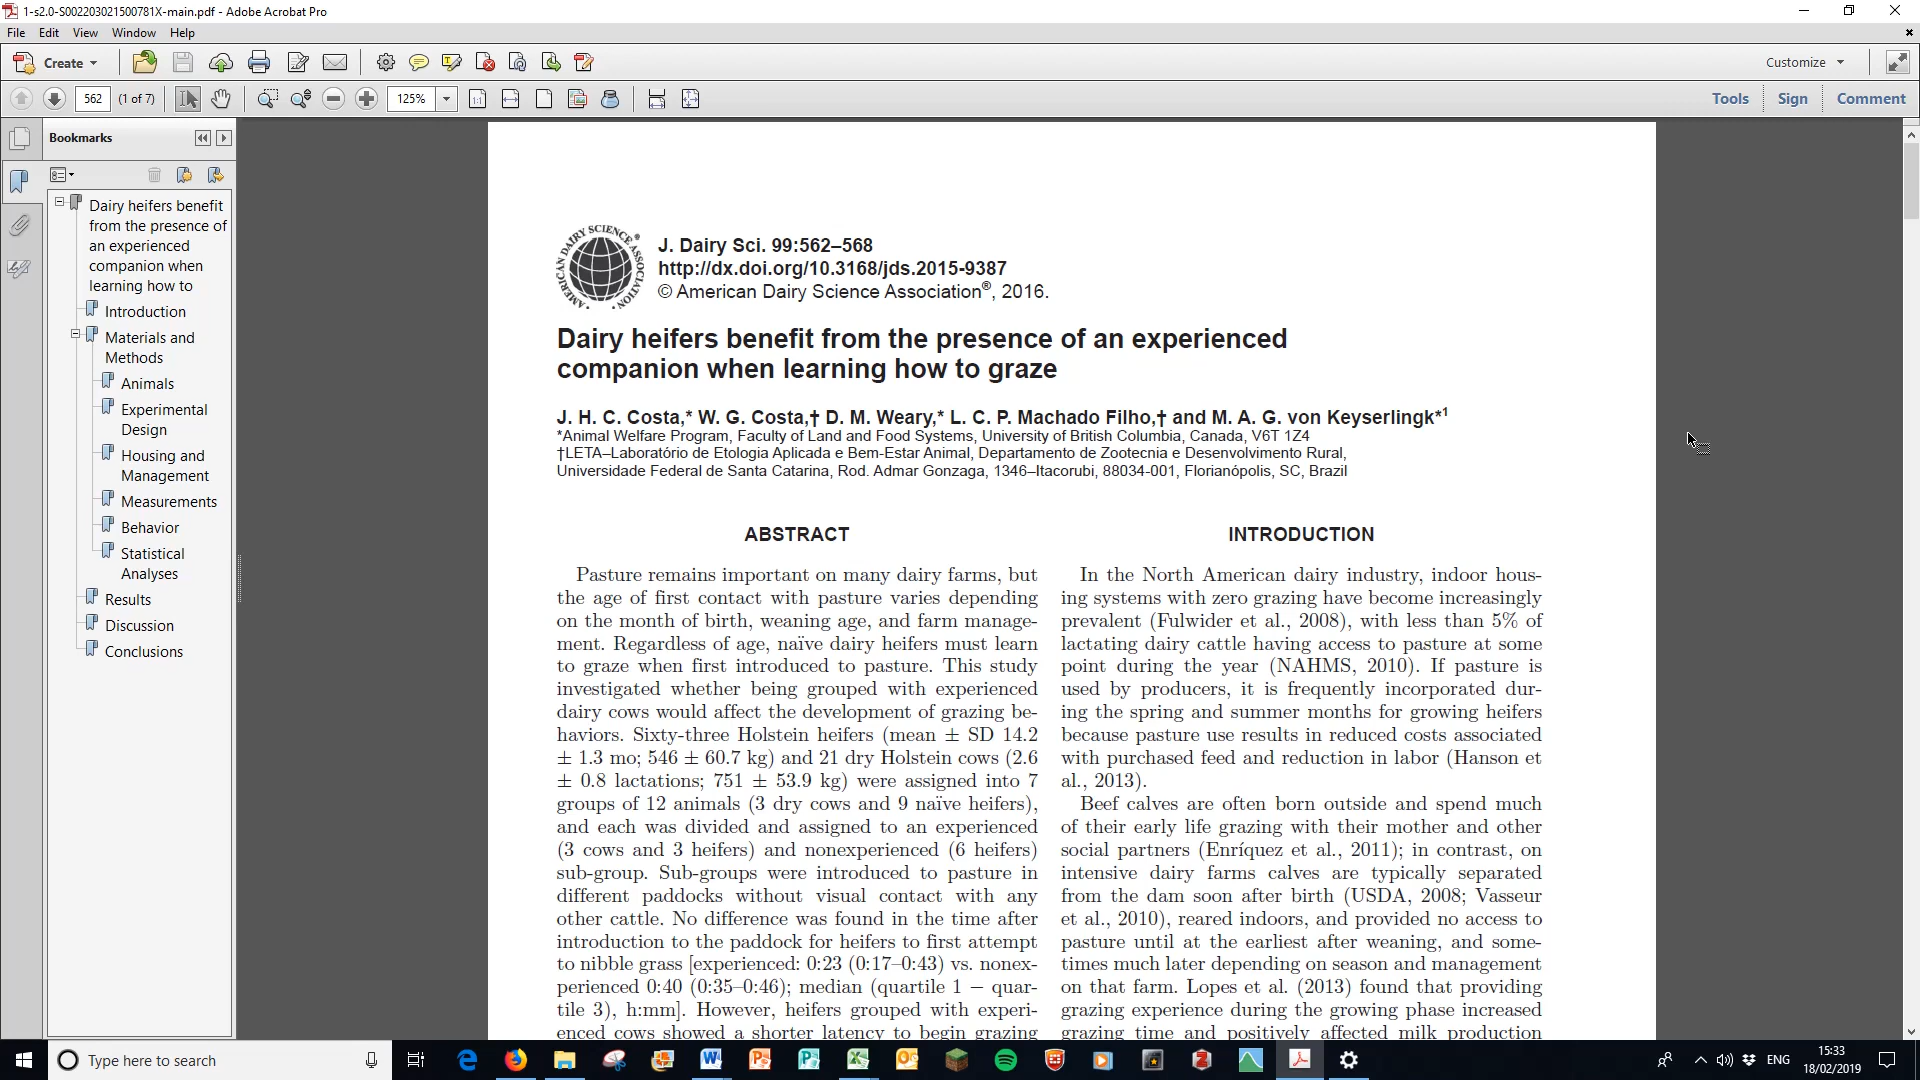 1-s2.0-S002203021500781X-main.pdf - Adobe Acrobat Pro
File Edit View Window Help
Create
Customize
562 (1 of 7) 125%
Tools Sign Comment
Bookmarks
Dairy heifers benefit
from the presence of
an experienced
companion when
learning how to
Introduction
Materials and
Methods
Animals
Experimental
Design
Housing and
Management
Measurements
Behavior
Statistical
Analyses
Results
Discussion
Conclusions
AMERICAN DAIRY SCIENCE ASSOCIATION®
J. Dairy Sci. 99:562–568
http://dx.doi.org/10.3168/jds.2015-9387
© American Dairy Science Association®, 2016.
Dairy heifers benefit from the presence of an experienced
companion when learning how to graze
J. H. C. Costa,* W. G. Costa,† D. M. Weary,* L. C. P. Machado Filho,† and M. A. G. von Keyserlingk*1
*Animal Welfare Program, Faculty of Land and Food Systems, University of British Columbia, Canada, V6T 1Z4
†LETA–Laboratório de Etologia Aplicada e Bem-Estar Animal, Departamento de Zootecnia e Desenvolvimento Rural,
Universidade Federal de Santa Catarina, Rod. Admar Gonzaga, 1346–Itacorubi, 88034-001, Florianópolis, SC, Brazil
ABSTRACT
Pasture remains important on many dairy farms, but
the age of first contact with pasture varies depending
on the month of birth, weaning age, and farm manage-
ment. Regardless of age, naïve dairy heifers must learn
to graze when first introduced to pasture. This study
investigated whether being grouped with experienced
dairy cows would affect the development of grazing be-
haviors. Sixty-three Holstein heifers (mean ± SD 14.2
± 1.3 mo; 546 ± 60.7 kg) and 21 dry Holstein cows (2.6
± 0.8 lactations; 751 ± 53.9 kg) were assigned into 7
groups of 12 animals (3 dry cows and 9 naïve heifers),
and each was divided and assigned to an experienced
(3 cows and 3 heifers) and nonexperienced (6 heifers)
sub-group. Sub-groups were introduced to pasture in
different paddocks without visual contact with any
other cattle. No difference was found in the time after
introduction to the paddock for heifers to first attempt
to nibble grass [experienced: 0:23 (0:17–0:43) vs. nonex-
perienced 0:40 (0:35–0:46); median (quartile 1 − quar-
tile 3), h:mm]. However, heifers grouped with experi-
enced cows showed a shorter latency to begin grazing
INTRODUCTION
In the North American dairy industry, indoor hous-
ing systems with zero grazing have become increasingly
prevalent (Fulwider et al., 2008), with less than 5% of
lactating dairy cattle having access to pasture at some
point during the year (NAHMS, 2010). If pasture is
used by producers, it is frequently incorporated dur-
ing the spring and summer months for growing heifers
because pasture use results in reduced costs associated
with purchased feed and reduction in labor (Hanson et
al., 2013).
Beef calves are often born outside and spend much
of their early life grazing with their mother and other
social partners (Enríquez et al., 2011); in contrast, on
intensive dairy farms calves are typically separated
from the dam soon after birth (USDA, 2008; Vasseur
et al., 2010), reared indoors, and provided no access to
pasture until at the earliest after weaning, and some-
times much later depending on season and management
on that farm. Lopes et al. (2013) found that providing
grazing experience during the growing phase increased
grazing time and positively affected milk production
Type here to search
ENG
15:33
18/02/2019